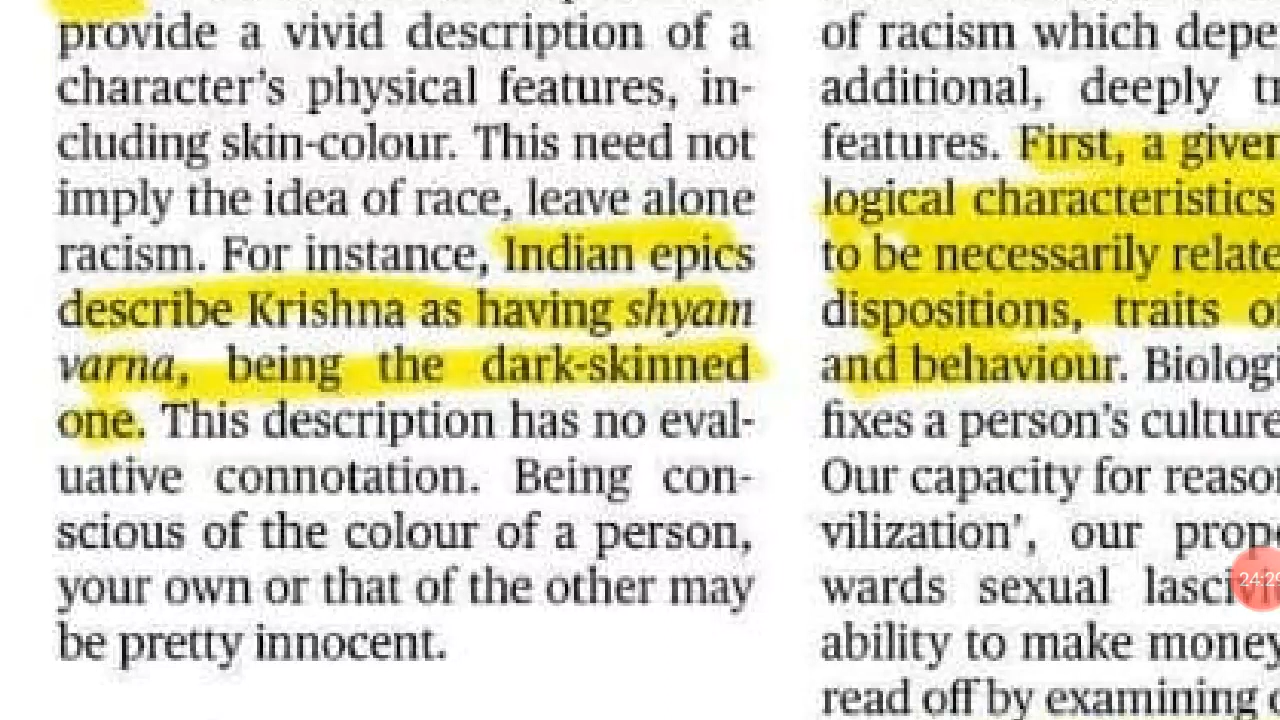 provide a vivid description of a
character's physical features, in-
cluding skin-colour. This need not
imply the idea of race, leave alone
racism. For instance, Indian epics
describe Krishna as having shyam
varna, being the dark-skinned
one. This description has no eval-
uative connotation. Being con-
scious of the colour of a person,
your own or that of the other may
be pretty innocent.
of racism which depe
additional, deeply
features. First, a given
logical characteristics
to be necessarily relate
dispositions, traits
and behaviour. Biologi
fixes a person's culture
Our capacity for reason
vilization', our prope
wards sexual lasciv
ability to make money
read off by examining
24:29